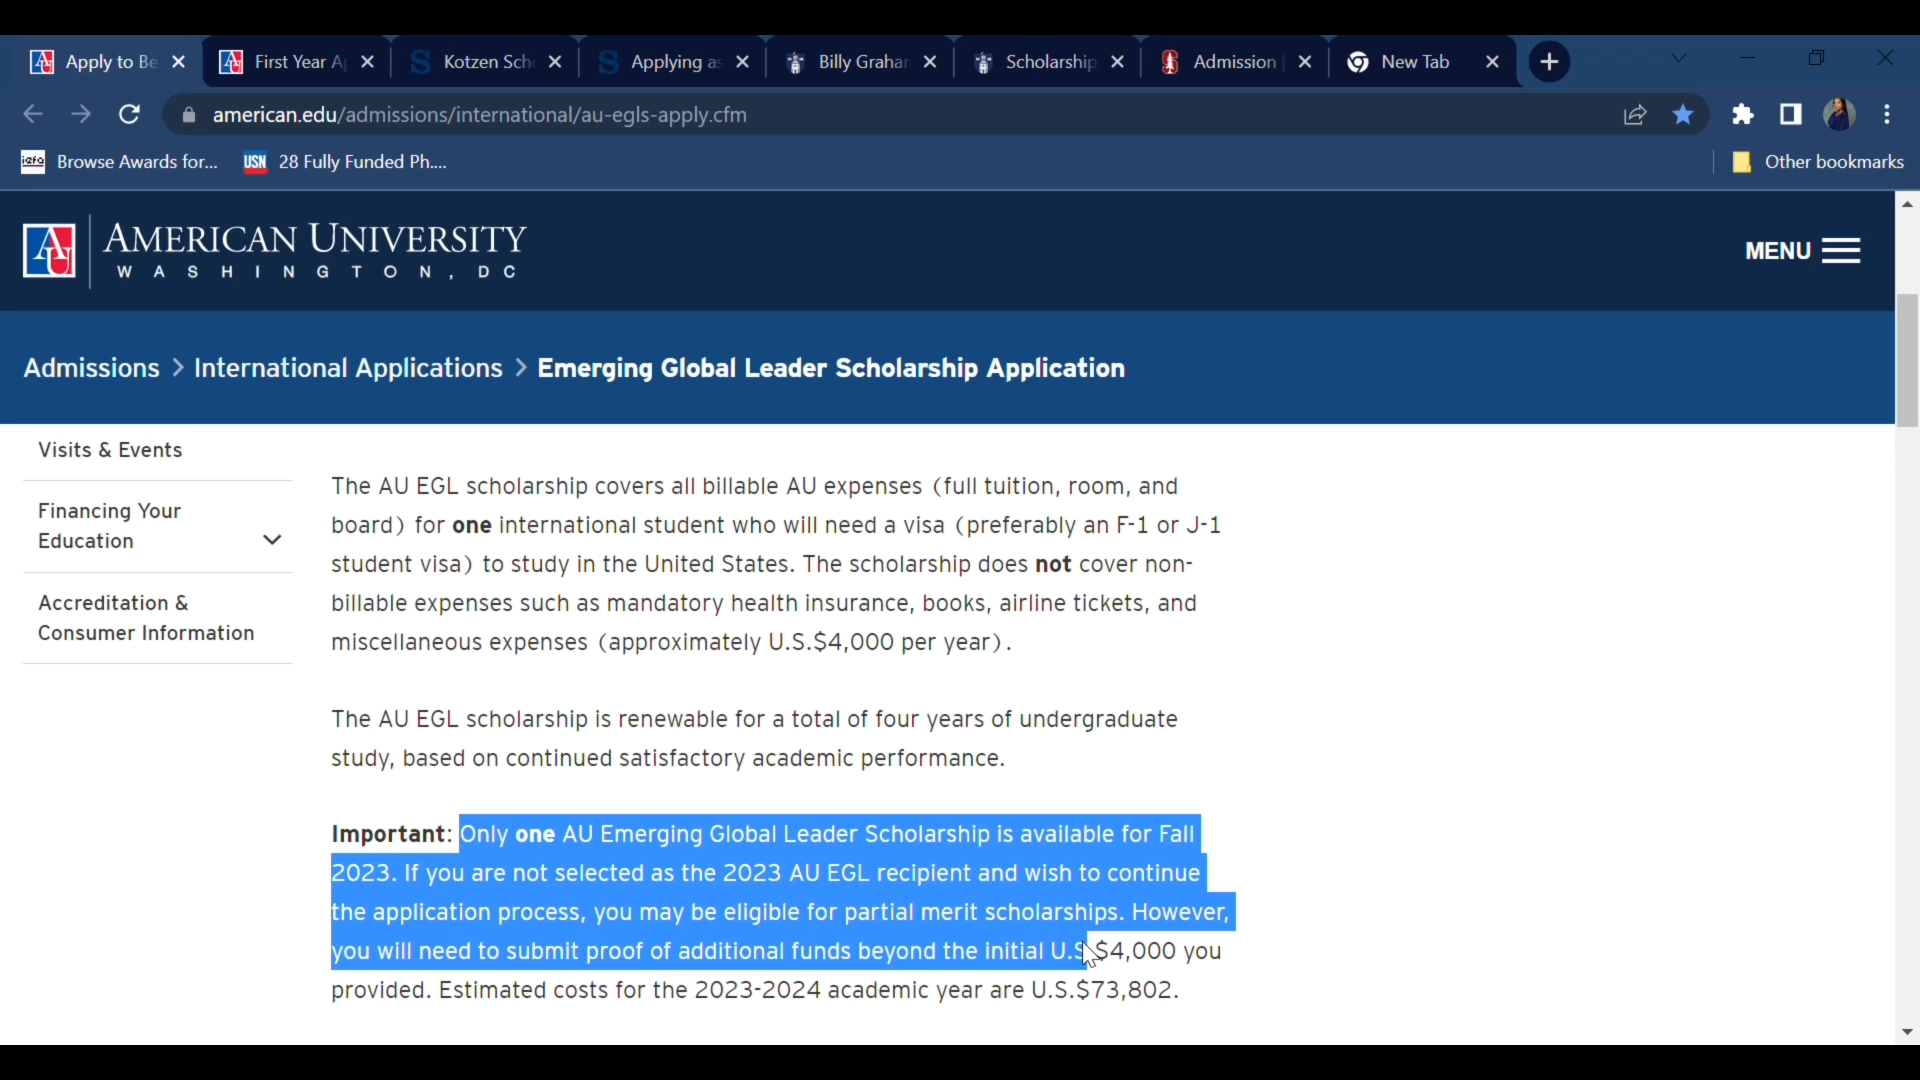 Apply to Be
First Year A
Kotzen Sch
Applying as
Billy Graha
Scholarship
Admission
New Tab
american.edu/admissions/international/au-egls-apply.cfm
iefa Browse Awards for...
USN 28 Fully Funded Ph....
Other bookmarks
AU AMERICAN UNIVERSITY
WASHINGTON, DC
MENU
Admissions > International Applications > Emerging Global Leader Scholarship Application
Visits & Events
Financing Your
Education
Accreditation &
Consumer Information
The AU EGL scholarship covers all billable AU expenses (full tuition, room, and
board) for one international student who will need a visa (preferably an F-1 or J-1
student visa) to study in the United States. The scholarship does not cover non-
billable expenses such as mandatory health insurance, books, airline tickets, and
miscellaneous expenses (approximately U.S.$4,000 per year).
The AU EGL scholarship is renewable for a total of four years of undergraduate
study, based on continued satisfactory academic performance.
Important: Only one AU Emerging Global Leader Scholarship is available for Fall
2023. If you are not selected as the 2023 AU EGL recipient and wish to continue
the application process, you may be eligible for partial merit scholarships. However,
you will need to submit proof of additional funds beyond the initial U.S.$4,000 you
provided. Estimated costs for the 2023-2024 academic year are U.S.$73,802.